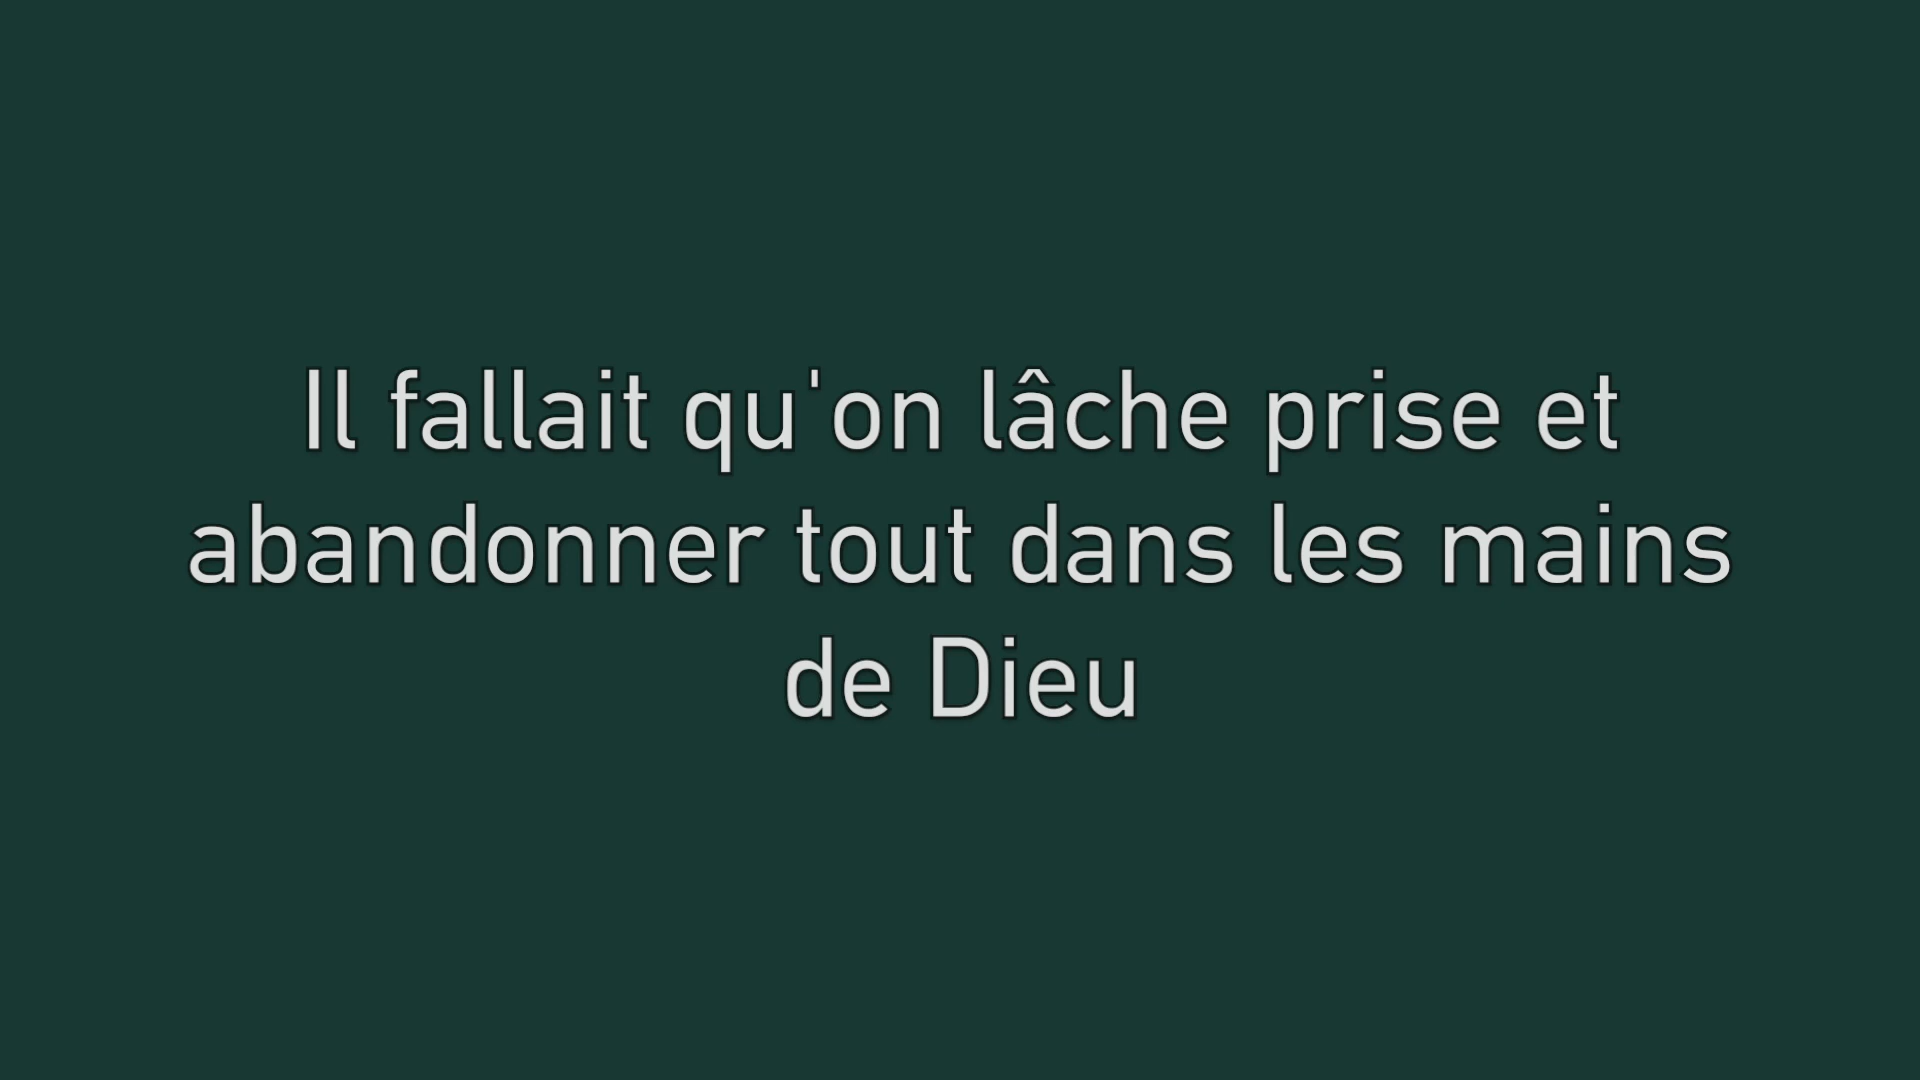 Il fallait qu'on lâche prise et
abandonner tout dans les mains
de Dieu